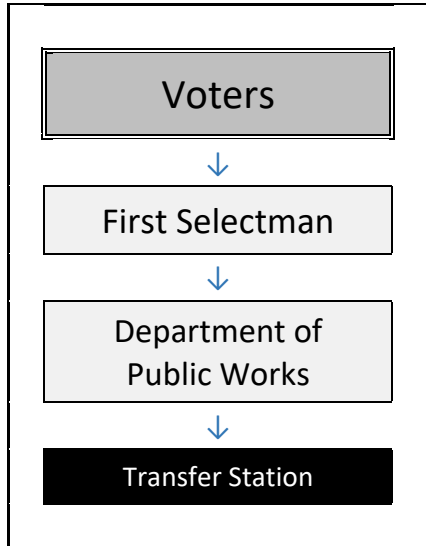 Voters
↓
First Selectman
↓
Department of
Public Works
↓
Transfer Station